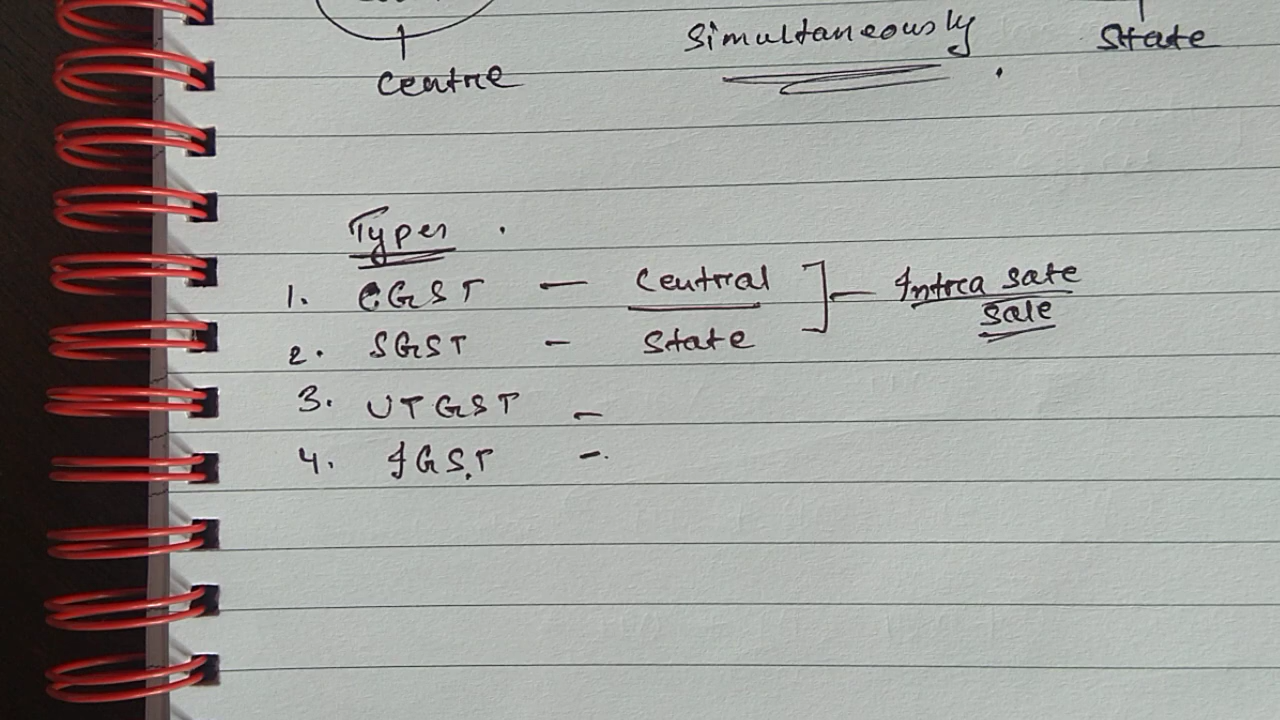 Centre Simultaneously. State
Types.
1. CGST — Central ]— Intra sate
sale
2. SGST - State
3. UTGST -
4. IGST -